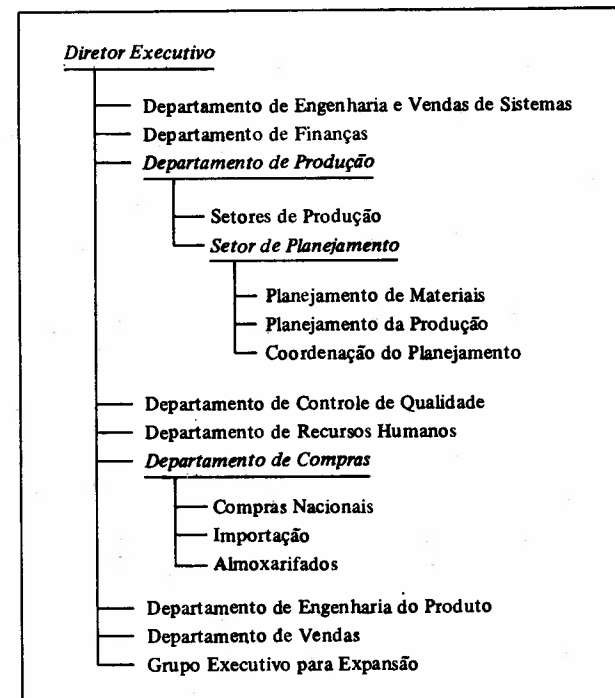 Diretor Executivo
Departamento de Engenharia e Vendas de Sistemas
Departamento de Finanças
Departamento de Produção
Setores de Produção
Setor de Planejamento
Planejamento de Materiais
Planejamento da Produção
Coordenação do Planejamento
Departamento de Controle de Qualidade
Departamento de Recursos Humanos
Departamento de Compras
Compras Nacionais
Importação
Almoxarifados
Departamento de Engenharia do Produto
Departamento de Vendas
Grupo Executivo para Expansão